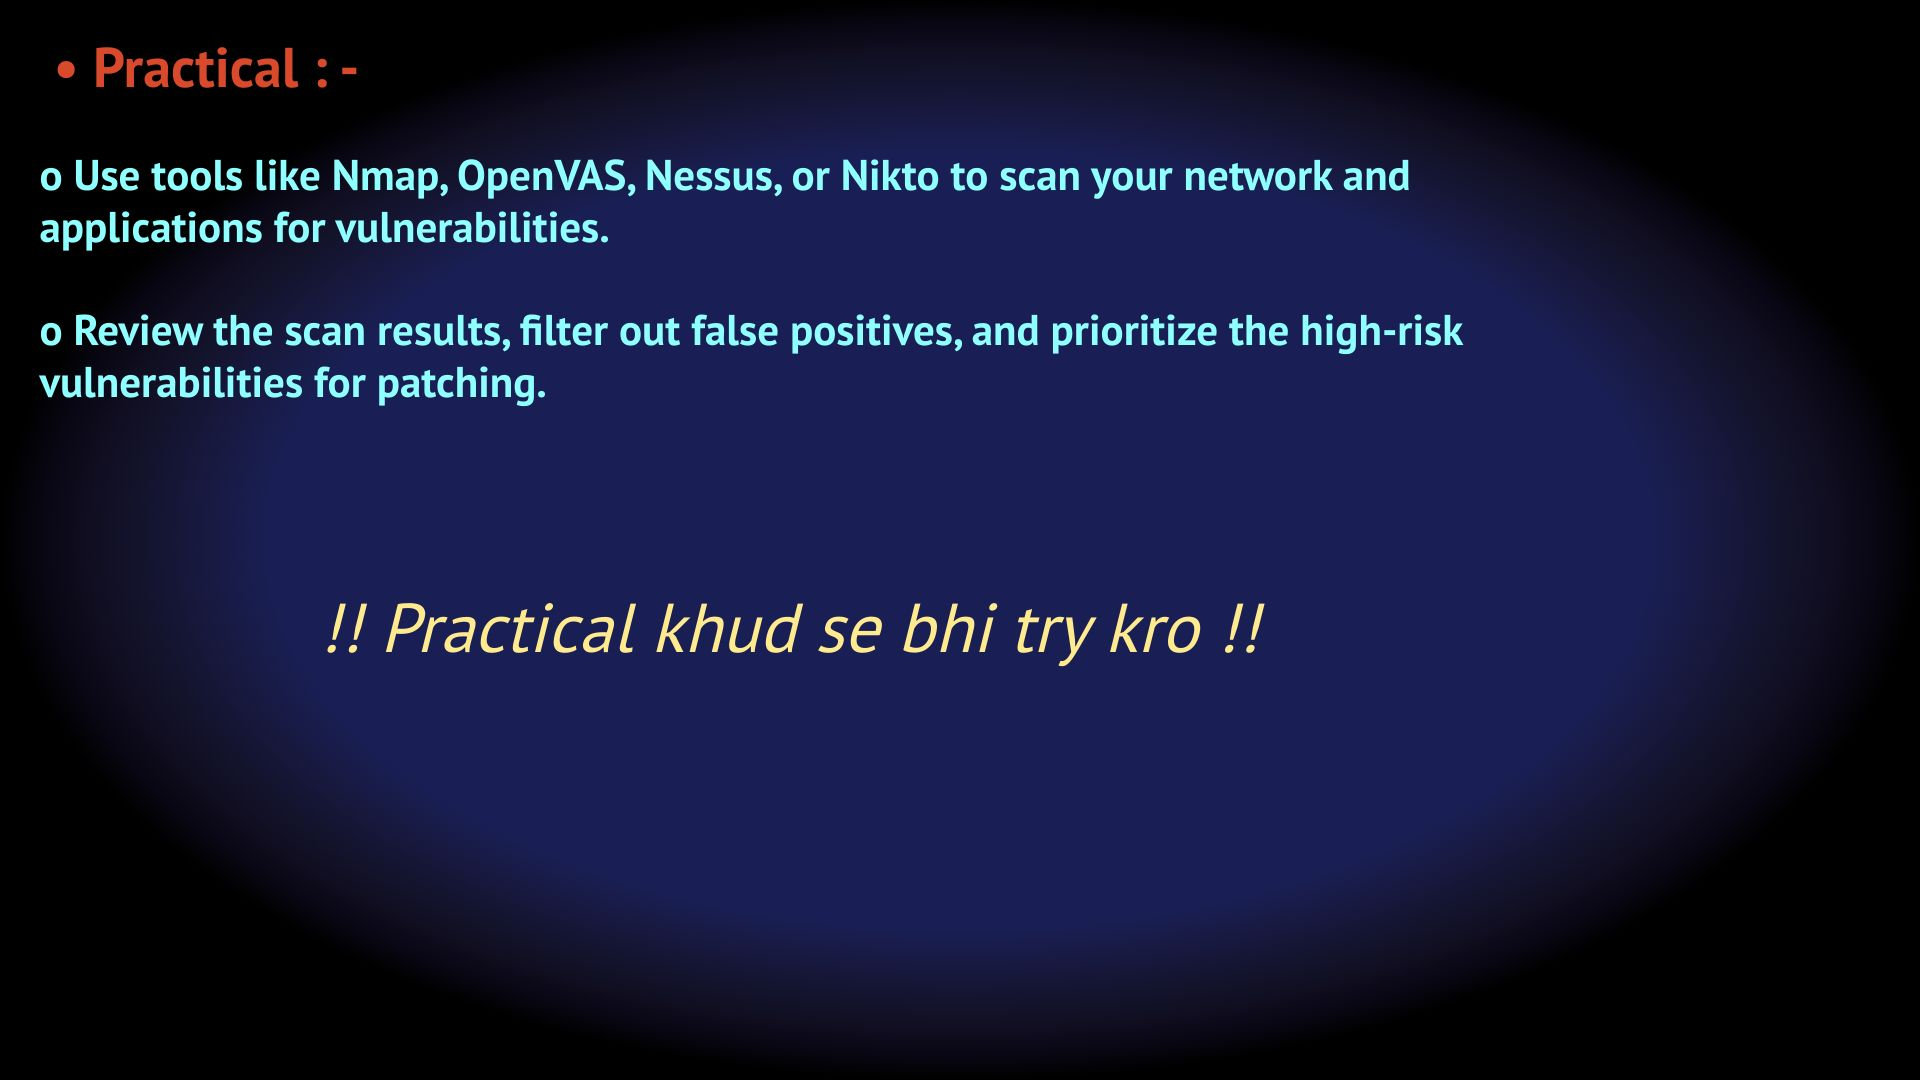 • Practical : -
o Use tools like Nmap, OpenVAS, Nessus, or Nikto to scan your network and
applications for vulnerabilities.
o Review the scan results, filter out false positives, and prioritize the high-risk
vulnerabilities for patching.
!! Practical khud se bhi try kro !!